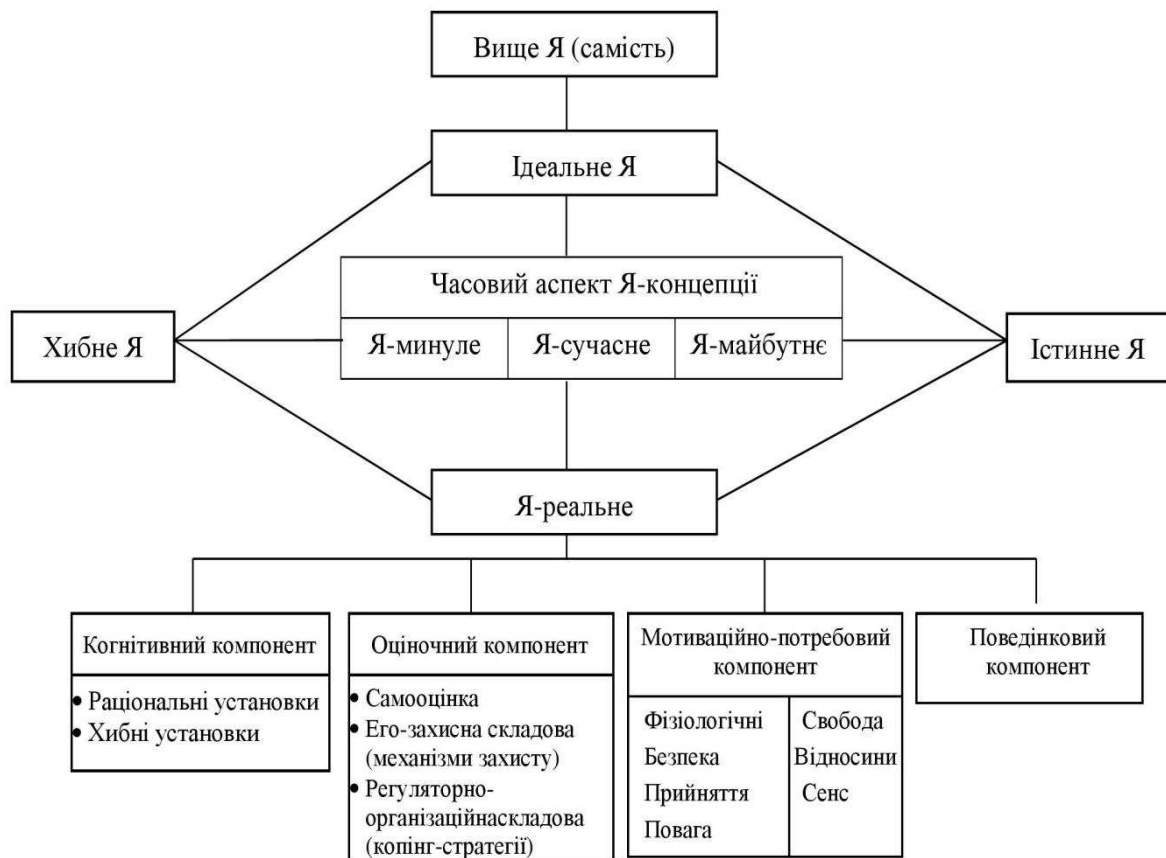 Вище Я (самість)
Ідеальне Я
Часовий аспект Я-концепції
Хибне Я
Я-минуле
Я-сучасне
Я-майбутнє
Істинне Я
Я-реальне
Когнітивний компонент
• Раціональні установки
• Хибні установки
Оціночний компонент
• Самооцінка
• Его-захисна складова
(механізми захисту)
• Регуляторно-
організаційнаскладова
(копінг-стратегії)
Мотиваційно-потребовий
компонент
Фізіологічні
Безпека
Прийняття
Повага
Свобода
Відносини
Сенс
Поведінковий
компонент